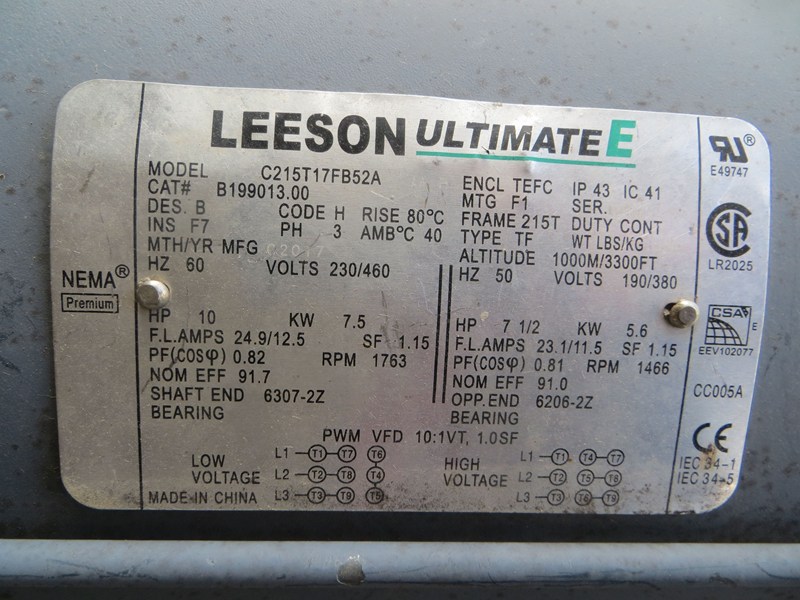 LEESON ULTIMATE E
MODEL C215T17FB52A
CAT# B199013.00
DES. B CODE H RISE 80°C
INS F7 PH 3 AMB°C 40
MTH/YR MFG
HZ 60 VOLTS 230/460
HP 10 KW 7.5
F.L.AMPS 24.9/12.5 SF 1.15
PF(COSφ) 0.82 RPM 1763
NOM EFF 91.7
SHAFT END 6307-2Z
BEARING
ENCL TEFC IP 43 IC 41
MTG F1 SER.
FRAME 215T DUTY CONT
TYPE TF WT LBS/KG
ALTITUDE 1000M/3300FT
HZ 50 VOLTS 190/380
HP 7 1/2 KW 5.6
F.L.AMPS 23.1/11.5 SF 1.15
PF(COSφ) 0.81 RPM 1466
NOM EFF 91.0
OPP.END 6206-2Z
BEARING
PWM VFD 10:1VT, 1.0SF
LOW VOLTAGE
L1 T1 T7 T6
L2 T2 T8 T4
L3 T3 T9 T5
MADE IN CHINA
HIGH VOLTAGE
L1 T1 T4 T7
L2 T2 T5 T8
L3 T3 T6 T9
NEMA®
Premium
RU ®
E49747
CSA ®
LR2025
CSA E
EEV102077
CC005A
CE
IEC 34-1
IEC 34-5